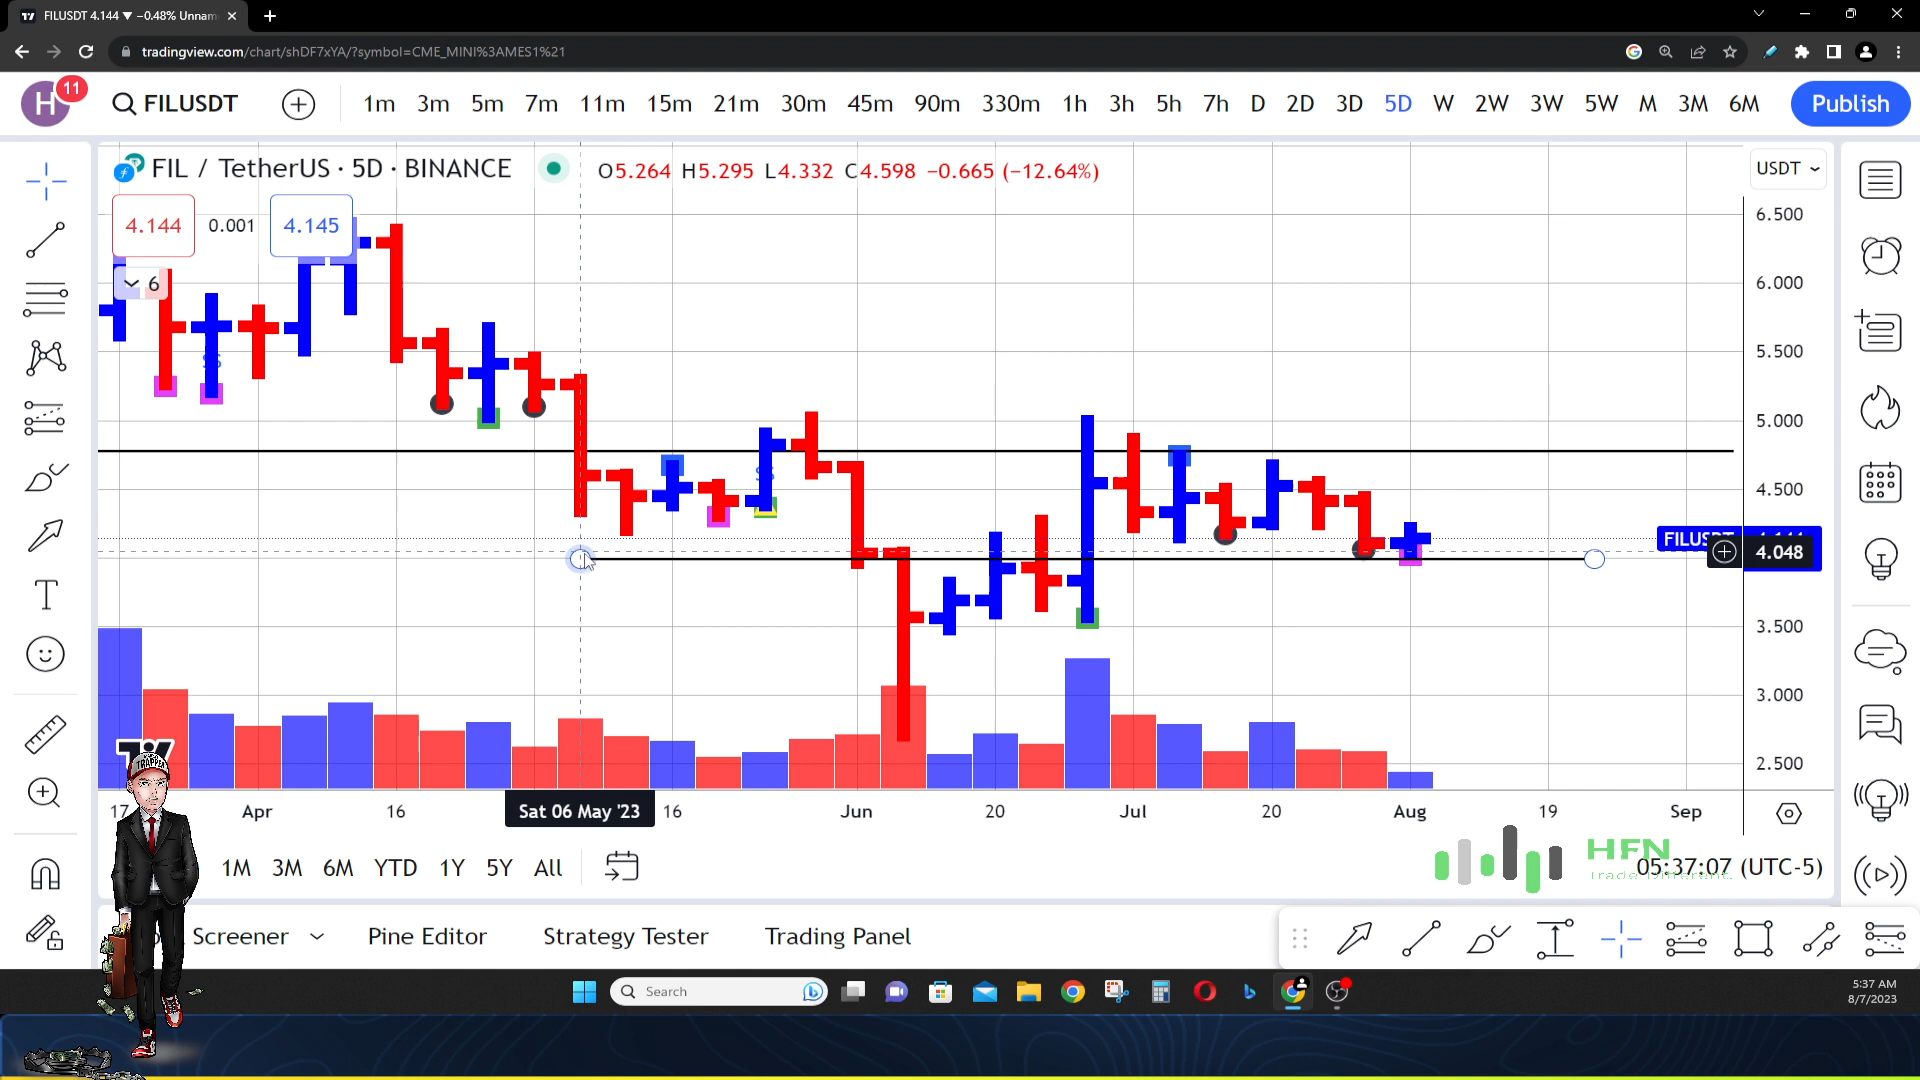 FILUSDT 4.144 ▼ −0.48% Unnam
tradingview.com/chart/shDF7xYA/?symbol=CME_MINI%3AMES1%21
H
11
FILUSDT
1m 3m 5m 7m 11m 15m 21m 30m 45m 90m 330m 1h 3h 5h 7h D 2D 3D 5D W 2W 3W 5W M 3M 6M
Publish
FIL / TetherUS · 5D · BINANCE
O5.264 H5.295 L4.332 C4.598 −0.665 (−12.64%)
USDT
4.144 0.001 4.145
6
6.500
6.000
5.500
5.000
4.500
FILUSDT
4.048
3.500
3.000
2.500
17 Apr 16 Sat 06 May '23 16 Jun 20 Jul 20 Aug 19 Sep
TRAPPER
1M 3M 6M YTD 1Y 5Y All
HFN
Trade Different.
05:37:07 (UTC-5)
Screener Pine Editor Strategy Tester Trading Panel
Search
5:37 AM
8/7/2023